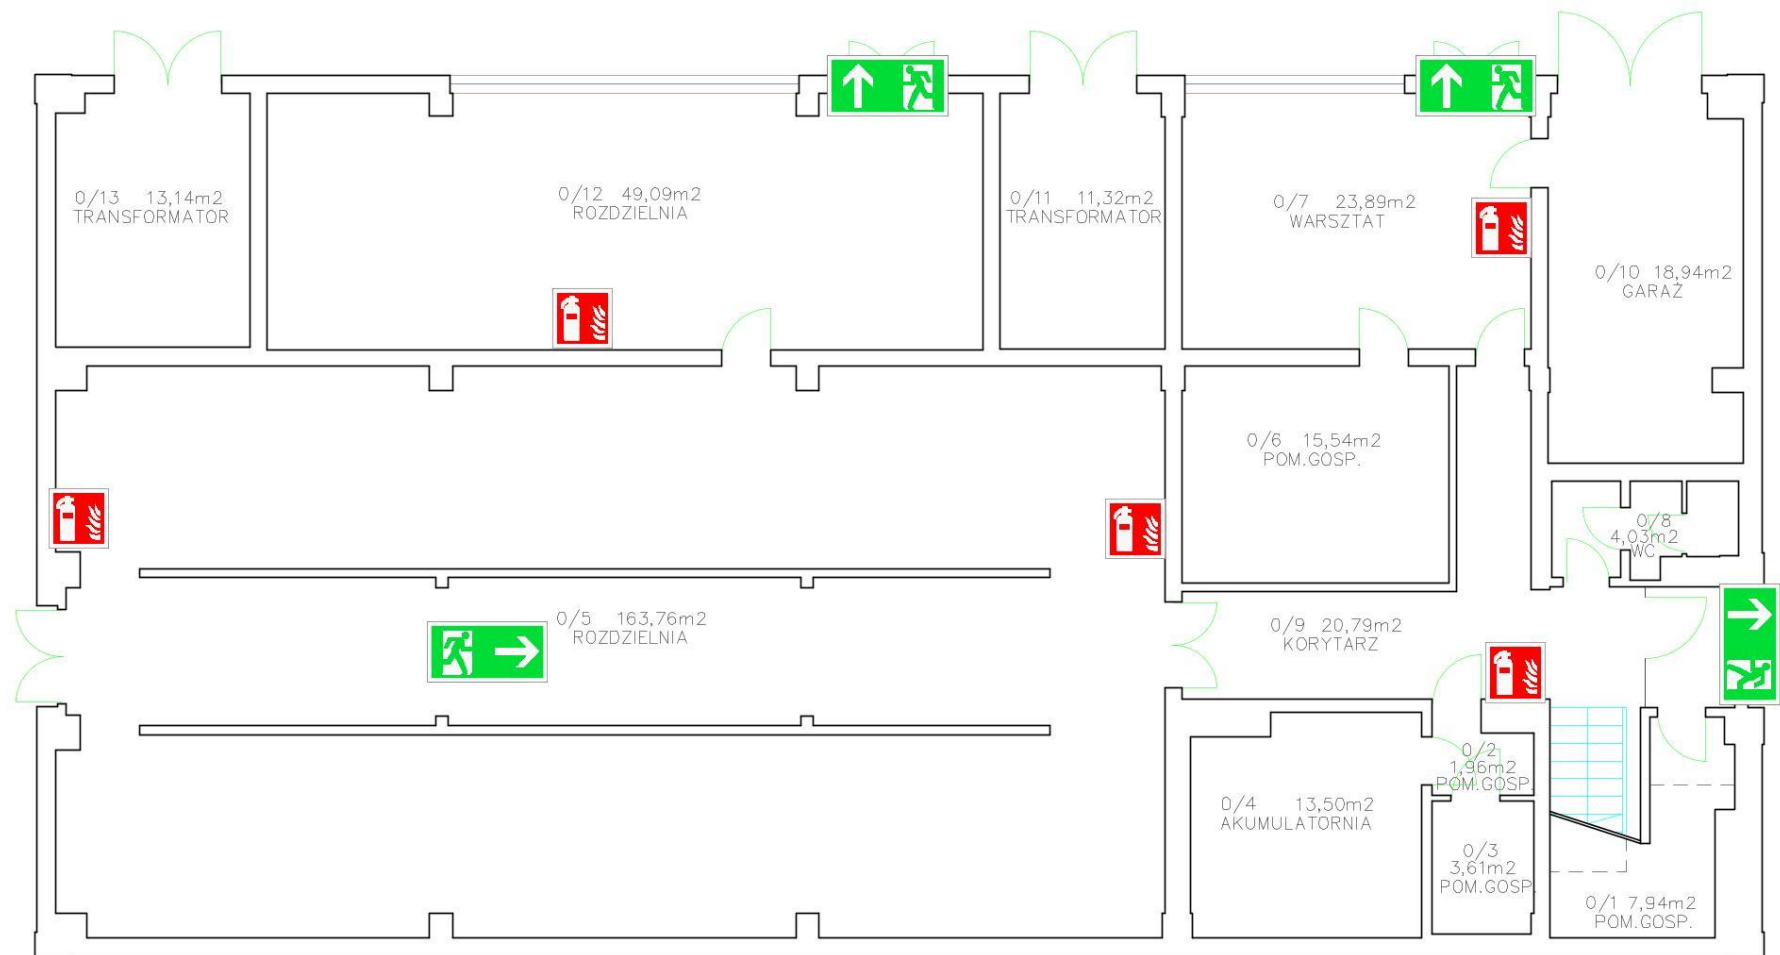 0/13 13,14m2
TRANSFORMATOR
0/12 49,09m2
ROZDZIELNIA
0/11 11,32m2
TRANSFORMATOR
0/7 23,89m2
WARSZTAT
0/10 18,94m2
GARAŻ
0/6 15,54m2
POM.GOSP.
0/8
4,03m2
WC
0/5 163,76m2
ROZDZIELNIA
0/9 20,79m2
KORYTARZ
0/2
1,96m2
POM.GOSP.
0/4 13,50m2
AKUMULATORNIA
0/3
3,61m2
POM.GOSP.
0/1 7,94m2
POM.GOSP.